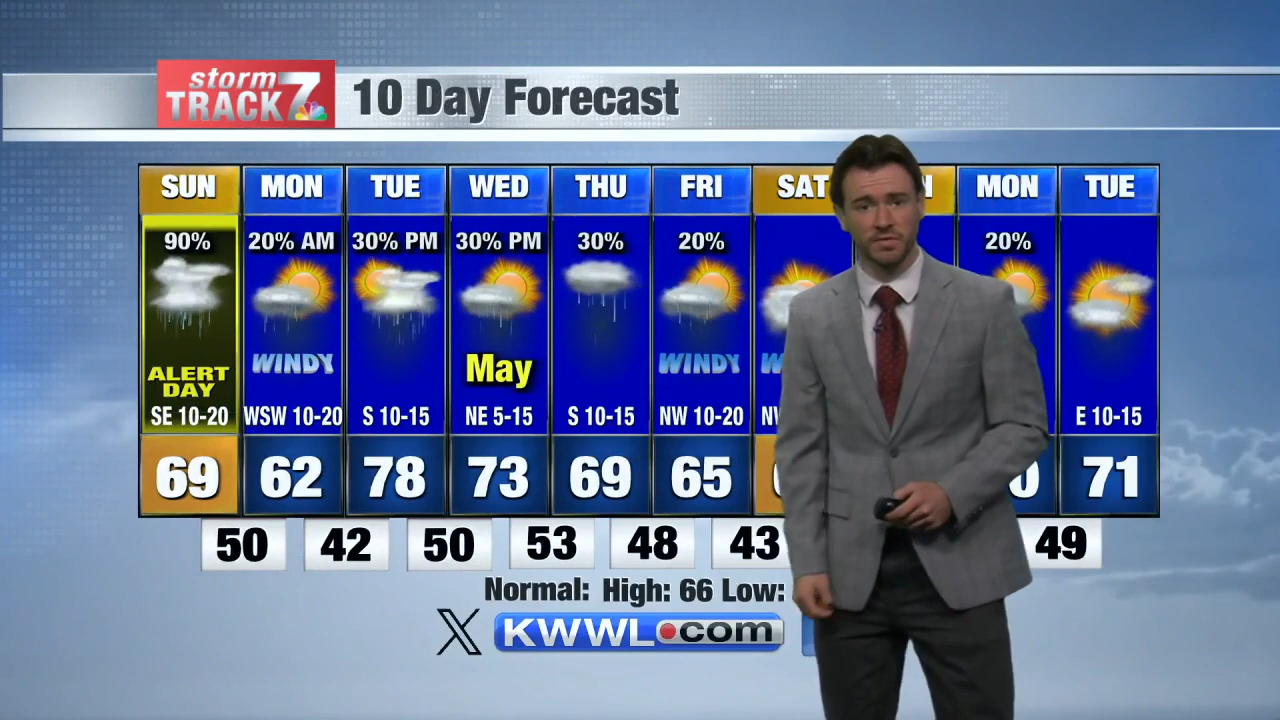 storm
TRACK 7
10 Day Forecast
SUN MON TUE WED THU FRI SAT MON TUE
90% 20% AM 30% PM 30% PM 30% 20% 20%
WINDY May WINDY
ALERT
DAY
SE 10-20 WSW 10-20 S 10-15 NE 5-15 S 10-15 NW 10-20 E 10-15
69 62 78 73 69 65 71
50 42 50 53 48 43 49
Normal: High: 66 Low:
X KWWL.com